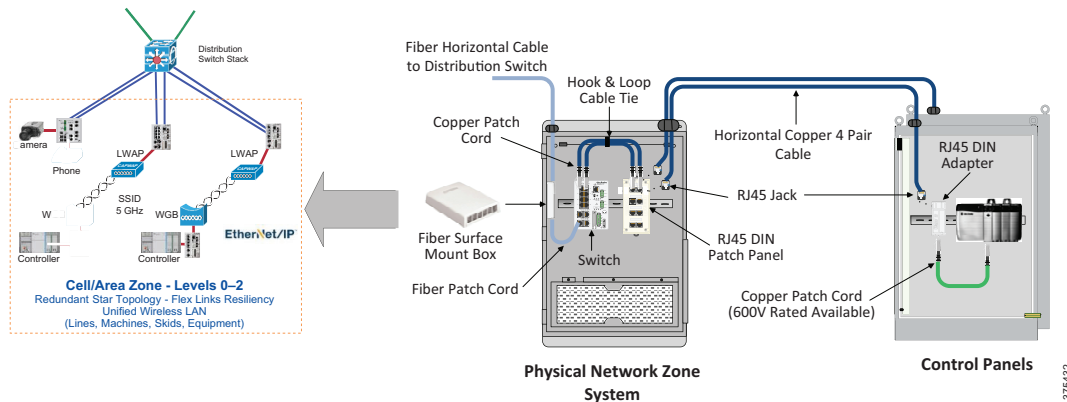 Distribution
Switch Stack
amera
Phone
LWAP
LWAP
CAPWAP
CAPWAP
SSID
5 GHz
W
WGB
EtherNet/IP
Controller
Controller
Cell/Area Zone - Levels 0–2
Redundant Star Topology - Flex Links Resiliency
Unified Wireless LAN
(Lines, Machines, Skids, Equipment)
Fiber Horizontal Cable
to Distribution Switch
Hook & Loop
Cable Tie
Copper Patch
Cord
Horizontal Copper 4 Pair
Cable
RJ45 DIN
Adapter
RJ45 Jack
Fiber Surface
Mount Box
Switch
RJ45 DIN
Patch Panel
Fiber Patch Cord
Copper Patch Cord
(600V Rated Available)
Physical Network Zone
System
Control Panels